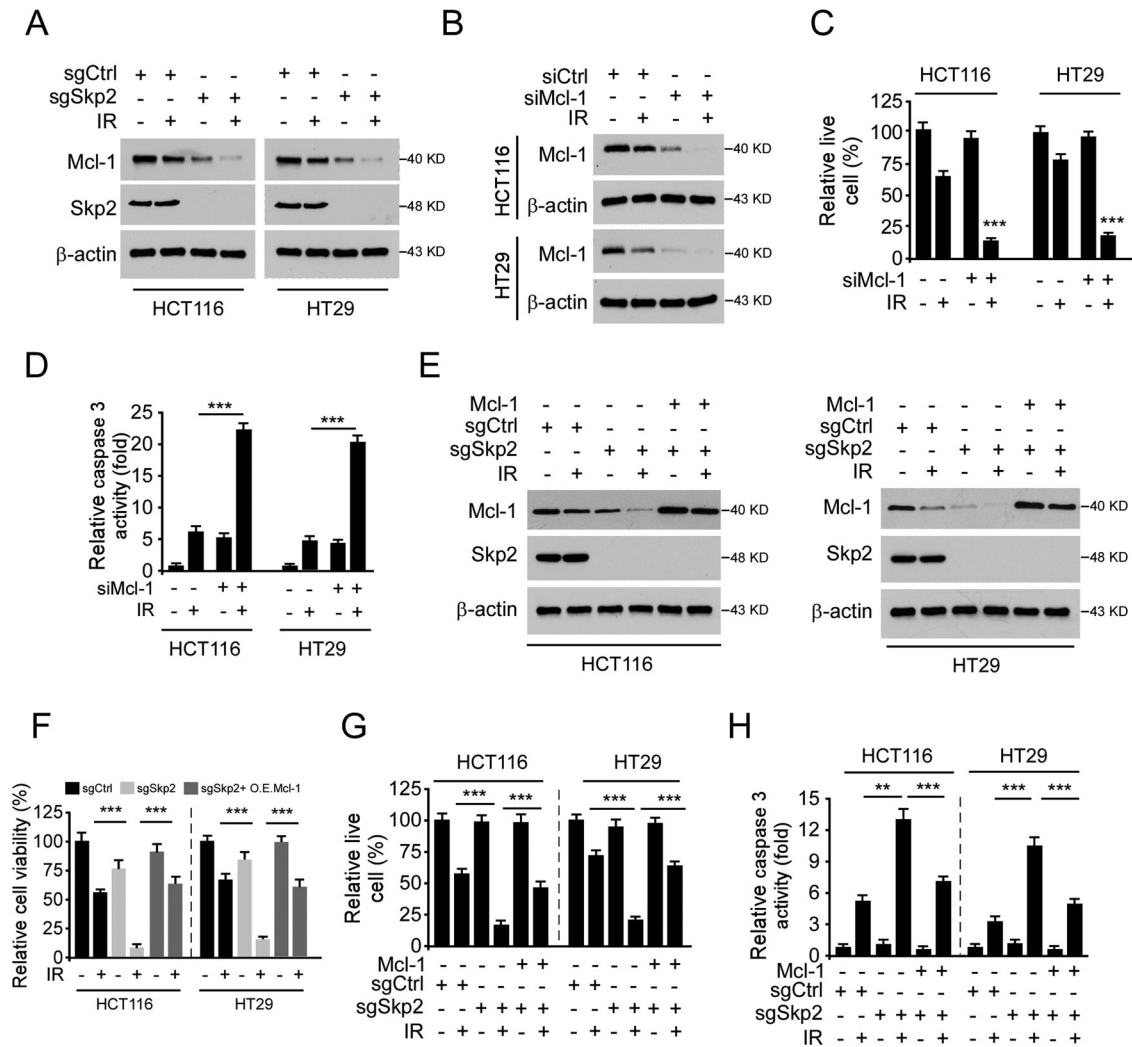 A
sgCtrl + + - - + + - -
sgSkp2 - - + + - - + +
IR - + - + - + - +
Mcl-1 -40 KD
Skp2 -48 KD
β-actin -43 KD
HCT116 HT29
B
siCtrl + + - -
siMcl-1 - - + +
IR - + - +
HCT116
Mcl-1 -40 KD
β-actin -43 KD
HT29
Mcl-1 -40 KD
β-actin -43 KD
C
HCT116 HT29
Relative live
cell (%)
125
100
75
50
25
0
*** ***
siMcl-1 - - + + - - + +
IR - + - + - + - +
D
Relative caspase 3
activity (fold)
25
20
15
10
5
0
*** ***
siMcl-1 - - + + - - + +
IR - + - + - + - +
HCT116 HT29
E
Mcl-1 - - - - + +
sgCtrl + + - - - -
sgSkp2 - - + + + +
IR - + - + - +
Mcl-1 -40 KD
Skp2 -48 KD
β-actin -43 KD
HCT116
Mcl-1 - - - - + +
sgCtrl + + - - - -
sgSkp2 - - + + + +
IR - + - + - +
Mcl-1 -40 KD
Skp2 -48 KD
β-actin -43 KD
HT29
F
sgCtrl sgSkp2 sgSkp2+ O.E.Mcl-1
Relative cell viability (%)
125
100
75
50
25
0
*** *** *** ***
IR - + - + - + - + - + - +
HCT116 HT29
G
HCT116 HT29
Relative live
cell (%)
125
100
75
50
25
0
*** *** *** ***
Mcl-1 - - - - + + - - - - + +
sgCtrl + + - - - - + + - - - -
sgSkp2 - - + + + + - - + + + +
IR - + - + - + - + - + - +
H
HCT116 HT29
Relative caspase 3
activity (fold)
15
12
9
6
3
0
** *** *** ***
Mcl-1 - - - - + + - - - - + +
sgCtrl + + - - - - + + - - - -
sgSkp2 - - + + + + - - + + + +
IR - + - + - + - + - + - +